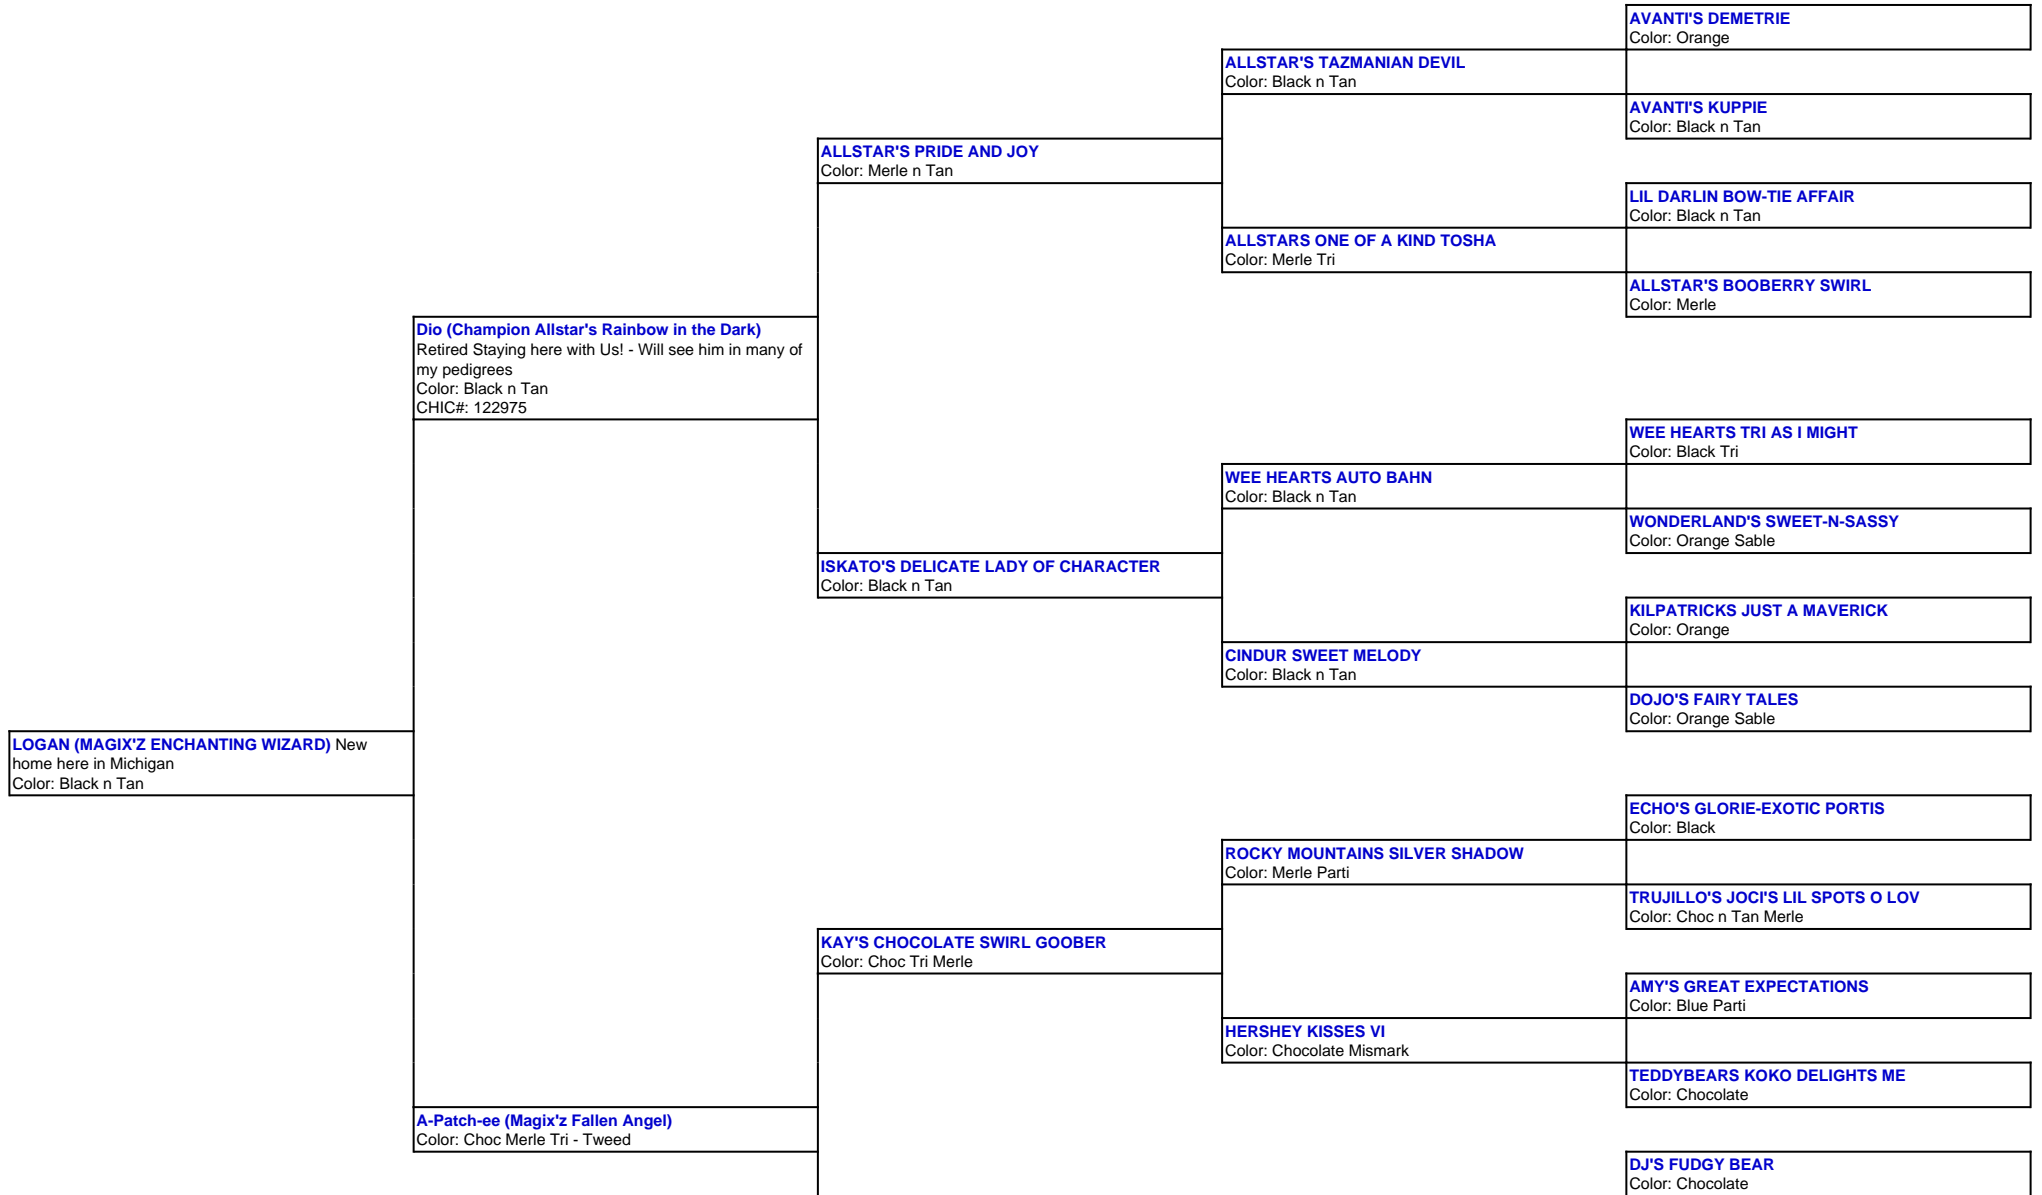 AVANTI'S DEMETRIE
Color: Orange
ALLSTAR'S TAZMANIAN DEVIL
Color: Black n Tan
AVANTI'S KUPPIE
Color: Black n Tan
ALLSTAR'S PRIDE AND JOY
Color: Merle n Tan
LIL DARLIN BOW-TIE AFFAIR
Color: Black n Tan
ALLSTARS ONE OF A KIND TOSHA
Color: Merle Tri
ALLSTAR'S BOOBERRY SWIRL
Color: Merle
Dio (Champion Allstar's Rainbow in the Dark)
Retired Staying here with Us! - Will see him in many of
my pedigrees
Color: Black n Tan
CHIC#: 122975
WEE HEARTS TRI AS I MIGHT
Color: Black Tri
WEE HEARTS AUTO BAHN
Color: Black n Tan
WONDERLAND'S SWEET-N-SASSY
Color: Orange Sable
ISKATO'S DELICATE LADY OF CHARACTER
Color: Black n Tan
KILPATRICKS JUST A MAVERICK
Color: Orange
CINDUR SWEET MELODY
Color: Black n Tan
DOJO'S FAIRY TALES
Color: Orange Sable
LOGAN (MAGIX'Z ENCHANTING WIZARD) New
home here in Michigan
Color: Black n Tan
ECHO'S GLORIE-EXOTIC PORTIS
Color: Black
ROCKY MOUNTAINS SILVER SHADOW
Color: Merle Parti
TRUJILLO'S JOCI'S LIL SPOTS O LOV
Color: Choc n Tan Merle
KAY'S CHOCOLATE SWIRL GOOBER
Color: Choc Tri Merle
AMY'S GREAT EXPECTATIONS
Color: Blue Parti
HERSHEY KISSES VI
Color: Chocolate Mismark
TEDDYBEARS KOKO DELIGHTS ME
Color: Chocolate
A-Patch-ee (Magix'z Fallen Angel)
Color: Choc Merle Tri - Tweed
DJ'S FUDGY BEAR
Color: Chocolate